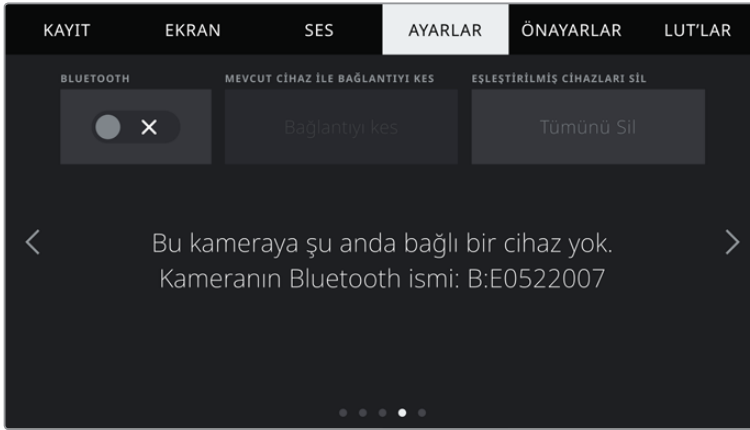 KAYIT EKRAN SES AYARLAR ÖNAYARLAR LUT'LAR
BLUETOOTH MEVCUT CİHAZ İLE BAĞLANTIYI KES EŞLEŞTİRİLMİŞ CİHAZLARI SİL
Bağlantıyı kes Tümünü Sil
Bu kameraya şu anda bağlı bir cihaz yok.
Kameranın Bluetooth ismi: B:E0522007